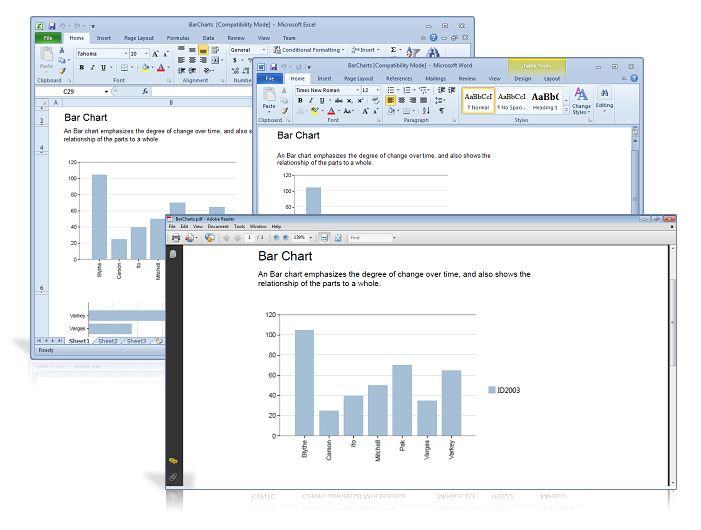 BarCharts [Compatibility Mode] - Microsoft Excel
File Home Insert Page Layout Formulas Data Review View Team
Paste Tahoma 10 A A General Conditional Formatting Insert Σ
B I U A $ %
Clipboard Font Alignment Number
C29 fx
A B
2 Bar Chart
An Bar chart emphasizes the degree of change over time, and also s
4 relationship of the parts to a whole.
120
100
80
60
40
20
0
Blythe Carson Ito Mitchell
6
Varkey
Vargas
Sheet1 Sheet2 Sheet3
Ready
BarCharts [Compatibility Mode] - Microsoft Word Table Tools
File Home Insert Page Layout References Mailings Review View Design Layout
Paste Times New Roman 12 AaBbCcI AaBbCcI AaBbC Change Styles Editing
B I U abc x₂ x² ¶ Normal ¶ No Spac... Heading 1
A Aa A A
Clipboard Font Paragraph Styles
Bar Chart
An Bar chart emphasizes the degree of change over time, and also shows the
relationship of the parts to a whole.
120
100
80
BarCharts.pdf - Adobe Reader
File Edit View Document Tools Window Help
1 / 1 139% Find
Bar Chart
An Bar chart emphasizes the degree of change over time, and also shows the
relationship of the parts to a whole.
120
100
80
60
40
20
0
Blythe Carson Ito Mitchell Pak Vargas Varkey
ID2003